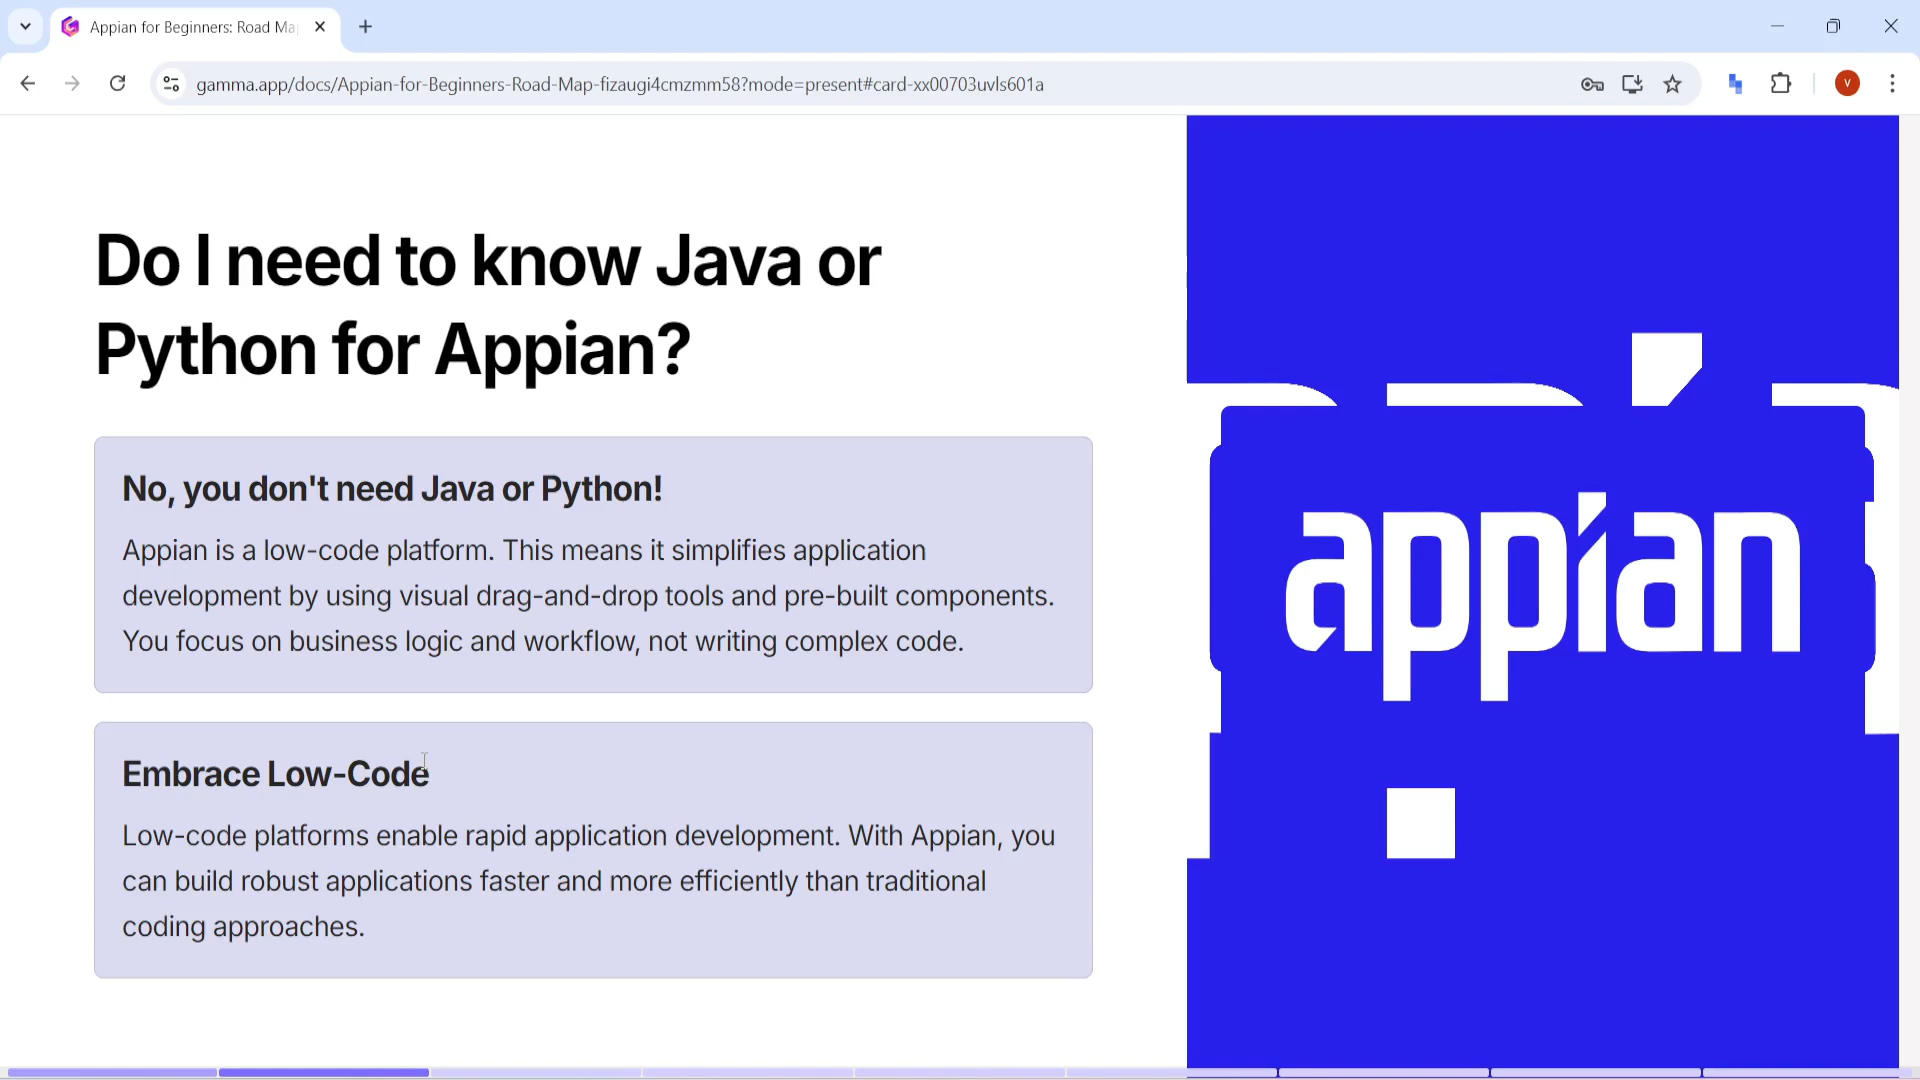 Appian for Beginners: Road Ma
gamma.app/docs/Appian-for-Beginners-Road-Map-fizaugi4cmzmm58?mode=present#card-xx00703uvls601a
V
Do I need to know Java or
Python for Appian?
No, you don't need Java or Python!
Appian is a low-code platform. This means it simplifies application
development by using visual drag-and-drop tools and pre-built components.
You focus on business logic and workflow, not writing complex code.
Embrace Low-Code
Low-code platforms enable rapid application development. With Appian, you
can build robust applications faster and more efficiently than traditional
coding approaches.
appian